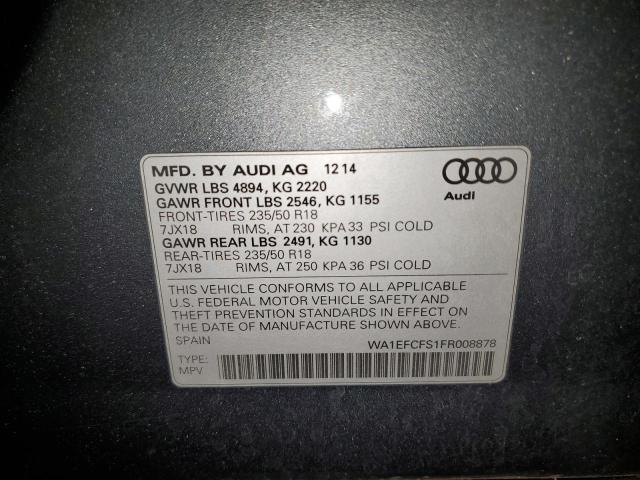 MFD. BY AUDI AG 12 14
GVWR LBS 4894, KG 2220
GAWR FRONT LBS 2546, KG 1155
FRONT-TIRES 235/50 R18
7JX18 RIMS, AT 230 KPA 33 PSI COLD
GAWR REAR LBS 2491, KG 1130
REAR-TIRES 235/50 R18
7JX18 RIMS, AT 250 KPA 36 PSI COLD
Audi
THIS VEHICLE CONFORMS TO ALL APPLICABLE
U.S. FEDERAL MOTOR VEHICLE SAFETY AND
THEFT PREVENTION STANDARDS IN EFFECT ON
THE DATE OF MANUFACTURE SHOWN ABOVE.
SPAIN WA1EFCFS1FR008878
TYPE:
MPV